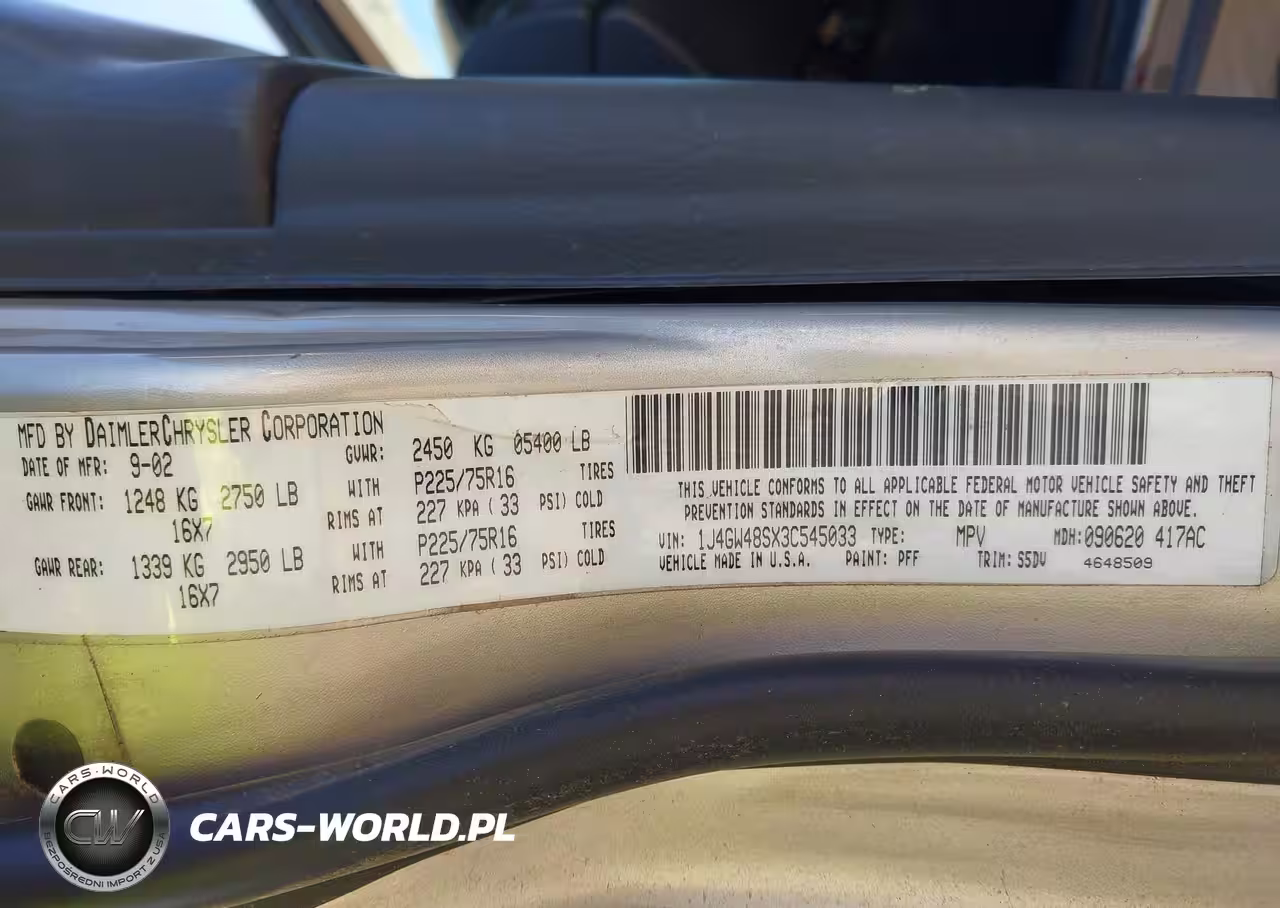 MFD BY DAIMLERCHRYSLER CORPORATION
DATE OF MFR: 9-02 GVWR: 2450 KG 05400 LB
GAWR FRONT: 1248 KG 2750 LB WITH P225/75R16 TIRES
16X7 RIMS AT 227 KPA ( 33 PSI) COLD
GAWR REAR: 1339 KG 2950 LB WITH P225/75R16 TIRES
16X7 RIMS AT 227 KPA ( 33 PSI) COLD
THIS VEHICLE CONFORMS TO ALL APPLICABLE FEDERAL MOTOR VEHICLE SAFETY AND THEFT
PREVENTION STANDARDS IN EFFECT ON THE DATE OF MANUFACTURE SHOWN ABOVE.
VIN: 1J4GW48SX3C545033 TYPE: MPV MDH: 090620 417AC
VEHICLE MADE IN U.S.A. PAINT: PFF TRIM: S5DV 4648509
CARS-WORLD
CW
BEZPOŚREDNI IMPORT Z USA
CARS-WORLD.PL